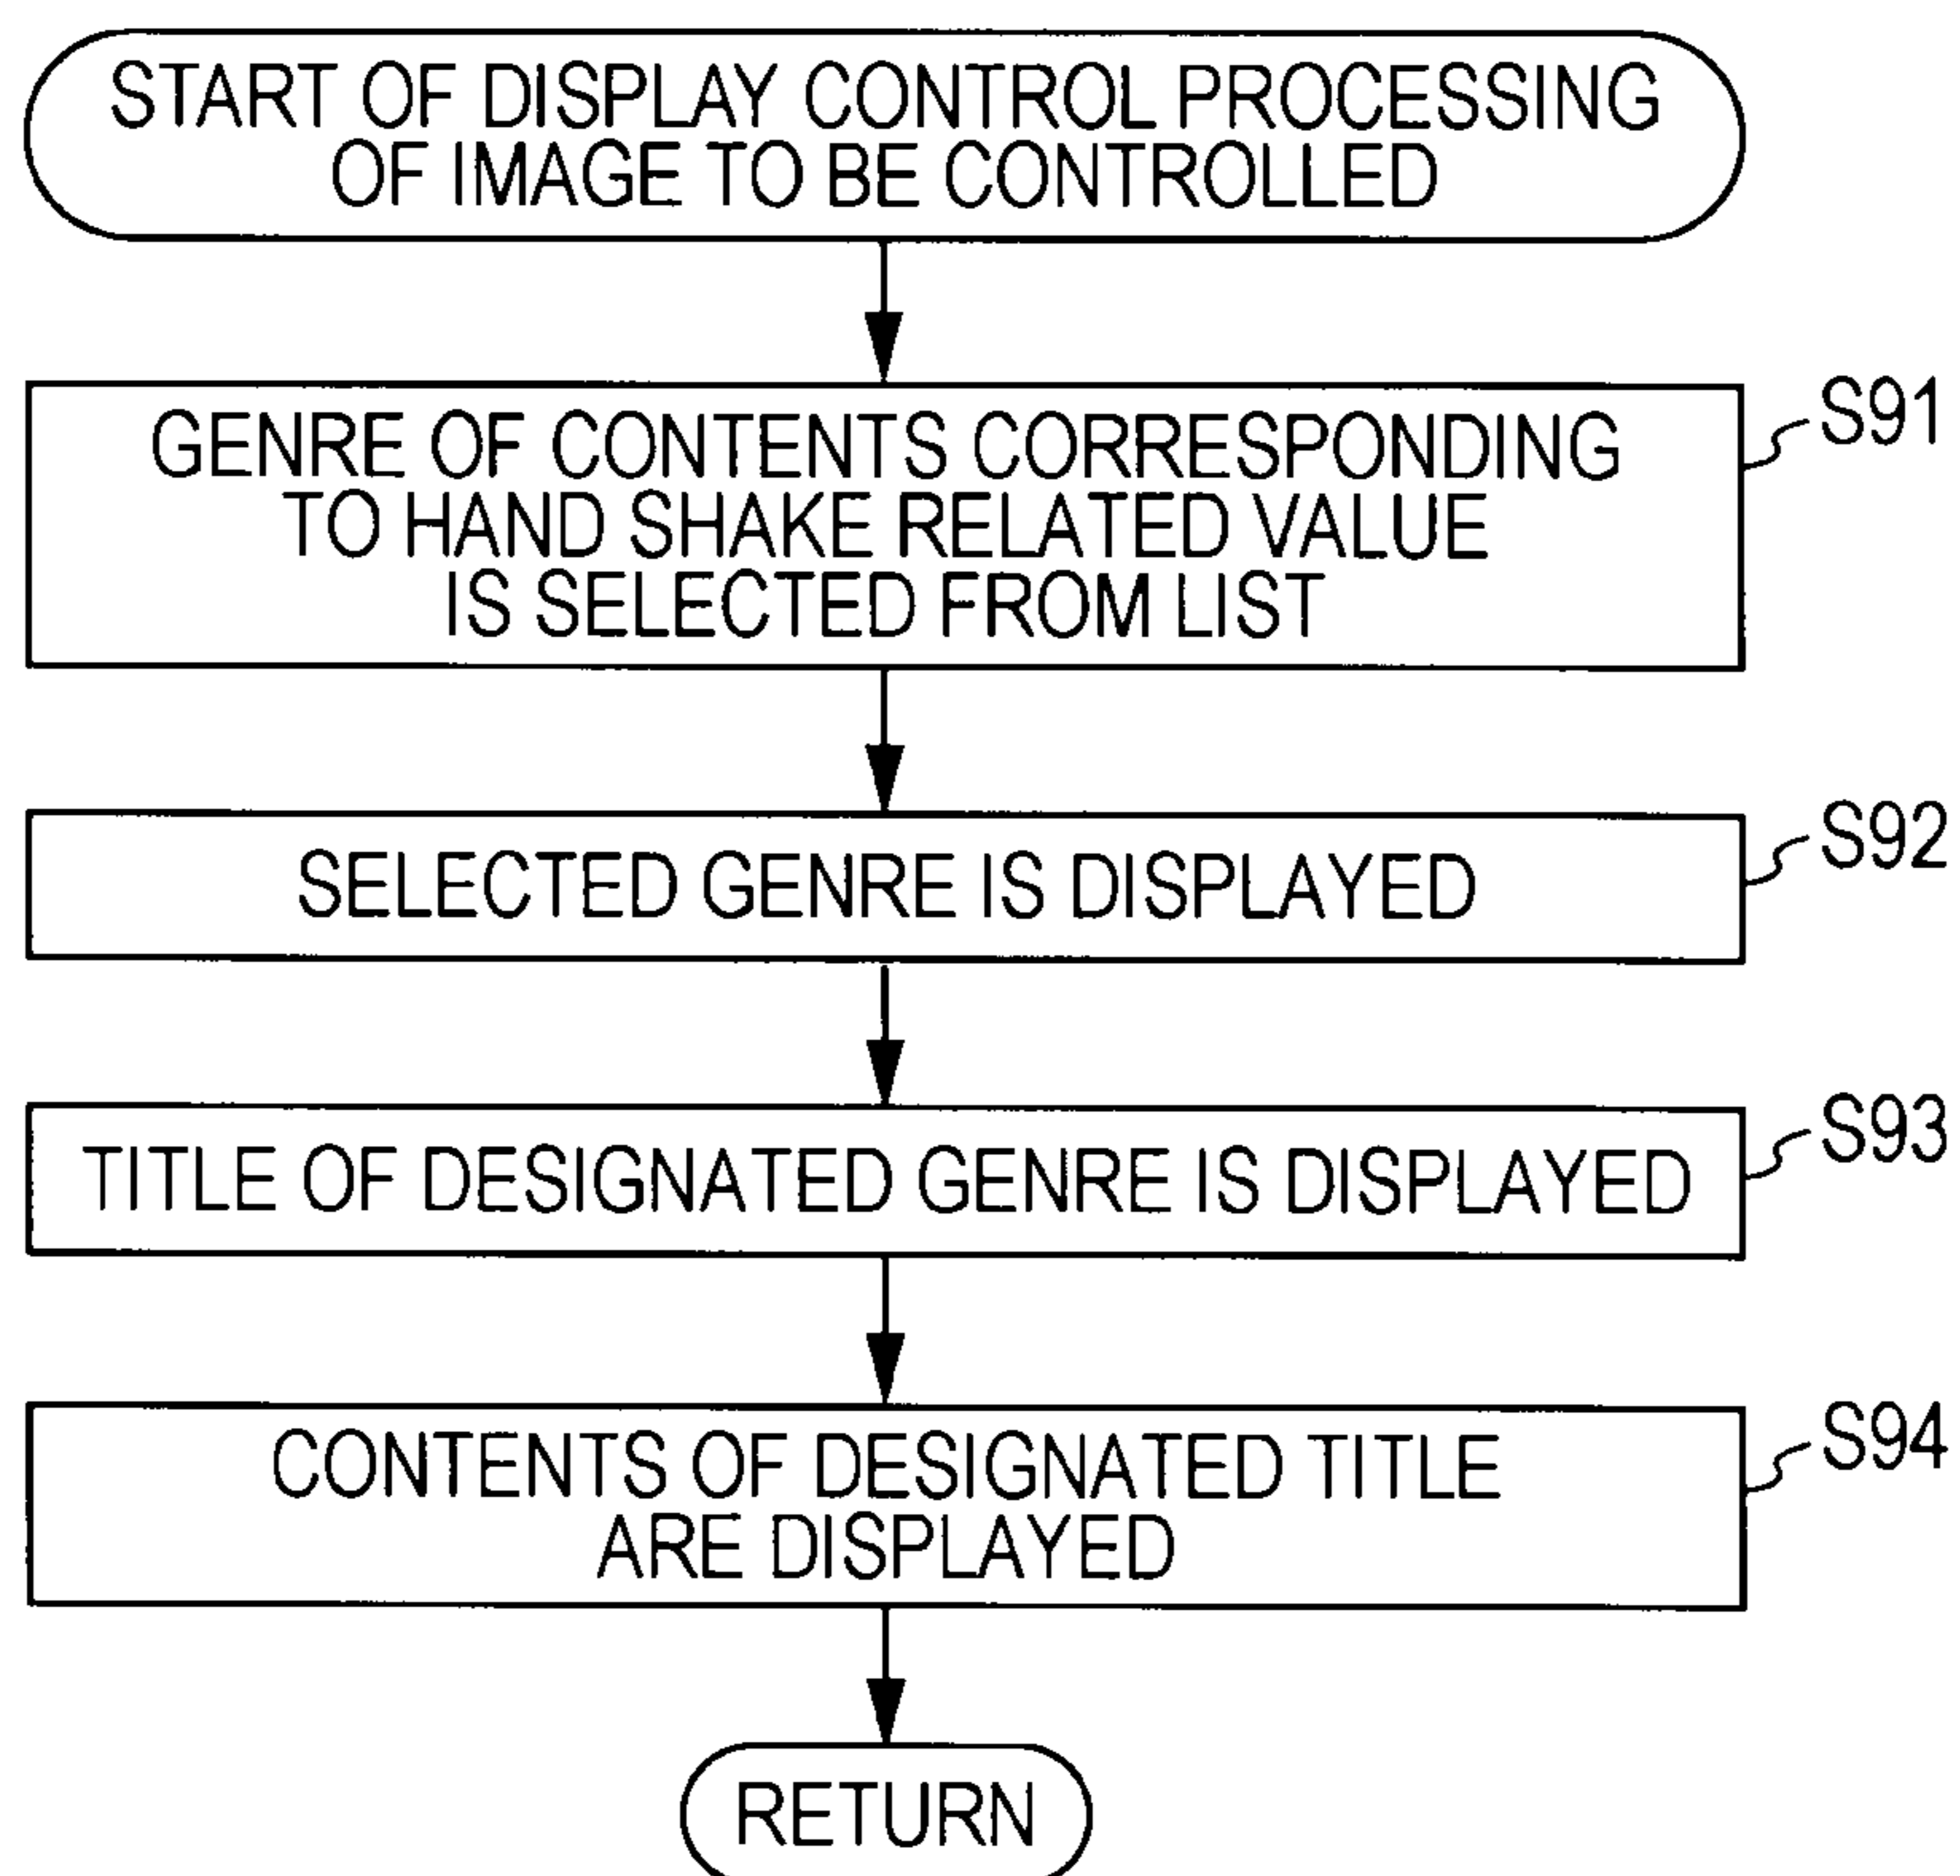 START OF DISPLAY CONTROL PROCESSING
OF IMAGE TO BE CONTROLLED
GENRE OF CONTENTS CORRESPONDING
TO HAND SHAKE RELATED VALUE
IS SELECTED FROM LIST
S91
SELECTED GENRE IS DISPLAYED
S92
TITLE OF DESIGNATED GENRE IS DISPLAYED
S93
CONTENTS OF DESIGNATED TITLE
ARE DISPLAYED
S94
RETURN